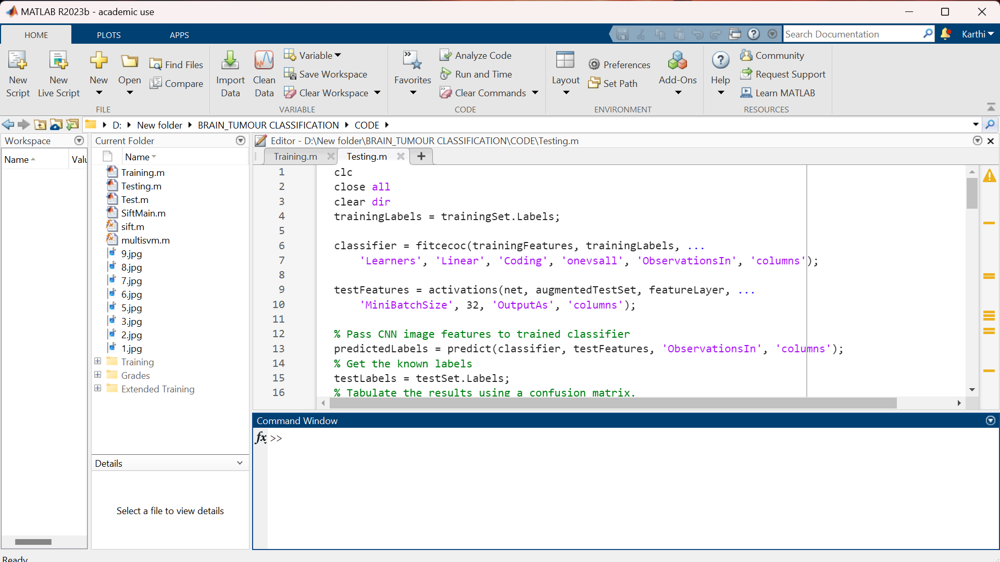 MATLAB R2023b - academic use
HOME PLOTS APPS
Search Documentation
Karthi
New Script
New Live Script
New
Open
Find Files
Compare
FILE
Import Data
Clean Data
Variable
Save Workspace
Clear Workspace
VARIABLE
Favorites
Analyze Code
Run and Time
Clear Commands
CODE
Layout
Preferences
Set Path
Add-Ons
ENVIRONMENT
Help
Community
Request Support
Learn MATLAB
RESOURCES
D: New folder BRAIN_TUMOUR CLASSIFICATION CODE
Workspace
Name
Current Folder
Name
Training.m
Testing.m
Test.m
SiftMain.m
sift.m
multisvm.m
9.jpg
8.jpg
7.jpg
6.jpg
5.jpg
3.jpg
2.jpg
1.jpg
Training
Grades
Extended Training
Details
Select a file to view details
Editor - D:\New folder\BRAIN_TUMOUR CLASSIFICATION\CODE\Testing.m
Training.m Testing.m
1 clc
2 close all
3 clear dir
4 trainingLabels = trainingSet.Labels;
5
6 classifier = fitcecoc(trainingFeatures, trainingLabels, ...
7 'Learners', 'Linear', 'Coding', 'onevsall', 'ObservationsIn', 'columns');
8
9 testFeatures = activations(net, augmentedTestSet, featureLayer, ...
10 'MiniBatchSize', 32, 'OutputAs', 'columns');
11
12 % Pass CNN image features to trained classifier
13 predictedLabels = predict(classifier, testFeatures, 'ObservationsIn', 'columns');
14 % Get the known labels
15 testLabels = testSet.Labels;
16 % Tabulate the results using a confusion matrix.
Command Window
fx >>
Ready